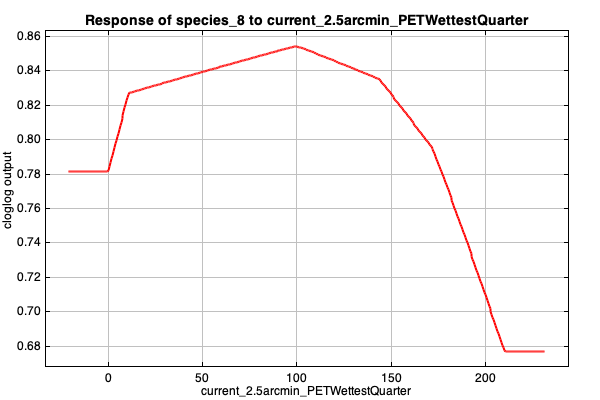 Response of species_8 to current_2.5arcmin_PETWettestQuarter
0.86
0.84
0.82
0.80
0.78
0.76
0.74
0.72
0.70
0.68
cloglog output
0 50 100 150 200
current_2.5arcmin_PETWettestQuarter